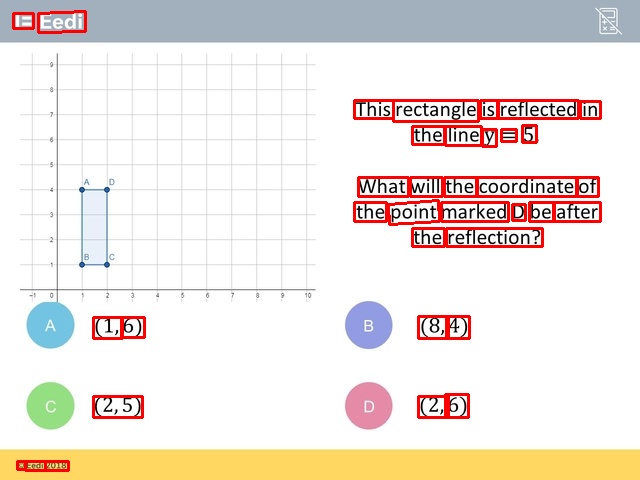 Eedi
This rectangle is reflected in
the line y = 5.
What will the coordinate of
the point marked D be after
the reflection?
9
8
7
6
5
4
3
2
1
A D
B C
-1 0 1 2 3 4 5 6 7 8 9 10
A (1, 6)
B (8, 4)
C (2, 5)
D (2, 6)
Eedi 2018